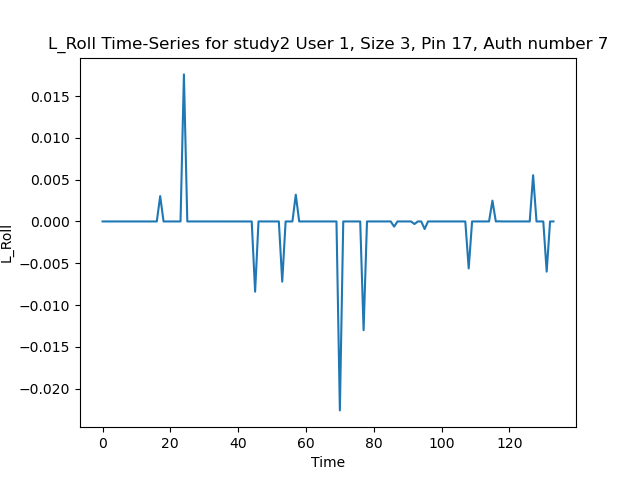 L_Roll Time-Series for study2 User 1, Size 3, Pin 17, Auth number 7
0.015
0.010
0.005
0.000
−0.005
−0.010
−0.015
−0.020
L_Roll
0 20 40 60 80 100 120
Time